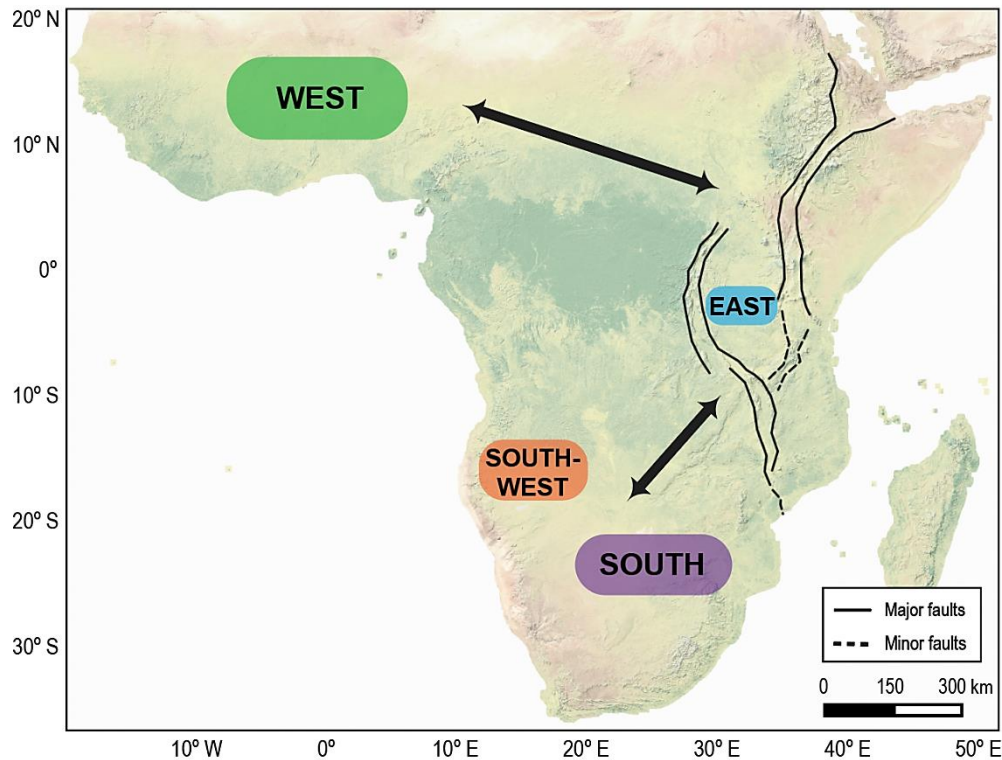 20° N
10° N
0°
10° S
20° S
30° S
WEST
EAST
SOUTH-
WEST
SOUTH
Major faults
Minor faults
0 150 300 km
10° W 0° 10° E 20° E 30° E 40° E 50° E